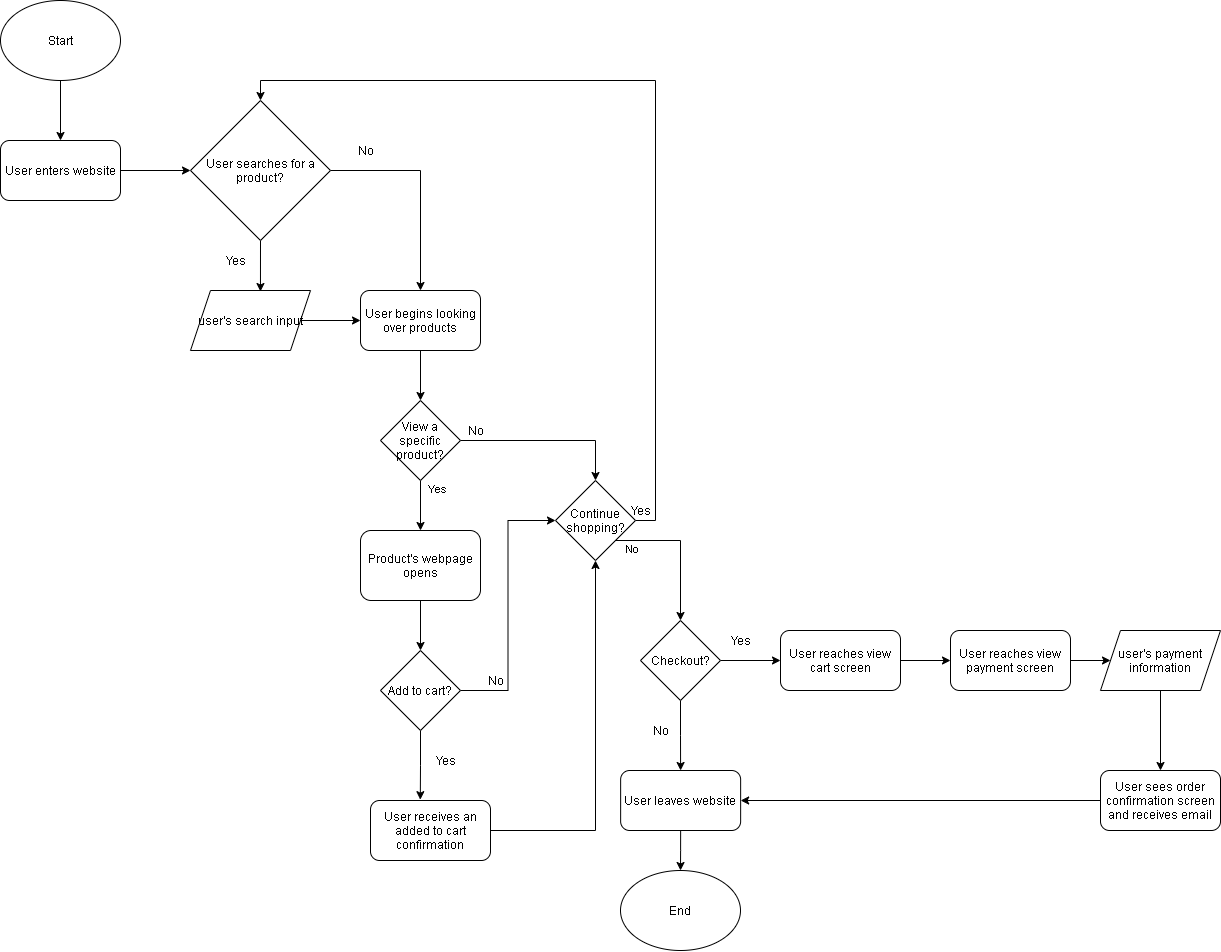 Start
User enters website
User searches for a
product?
No
Yes
user's search input
User begins looking
over products
View a
specific
product?
No
Yes
Continue
shopping?
Yes
No
Product's webpage
opens
Add to cart?
No
Yes
User receives an
added to cart
confirmation
Checkout?
Yes
No
User reaches view
cart screen
User reaches view
payment screen
user's payment
information
User sees order
confirmation screen
and receives email
User leaves website
End